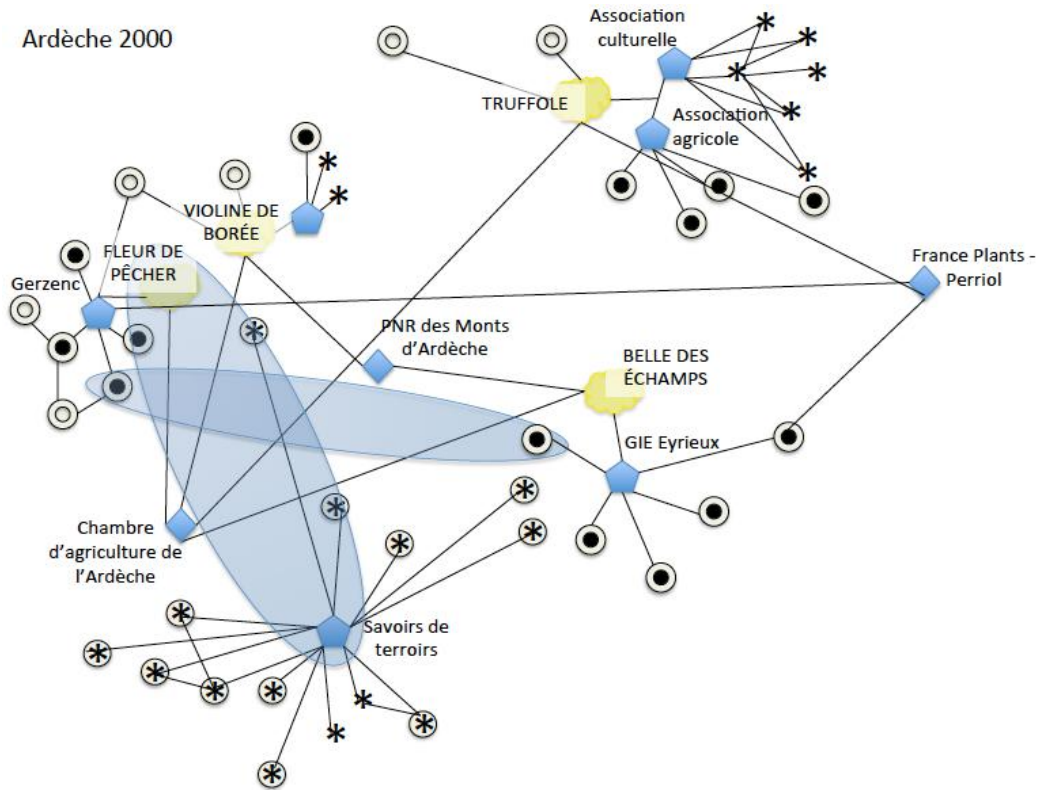 Ardèche 2000
Association
culturelle
TRUFFOLE
Association
agricole
VIOLINE DE
BORÉE
FLEUR DE
PÊCHER
Gerzenc
France Plants -
Perriol
PNR des Monts
d'Ardèche
BELLE DES
ÉCHAMPS
GIE Eyrieux
Chambre
d'agriculture de
l'Ardèche
Savoirs de
terroirs